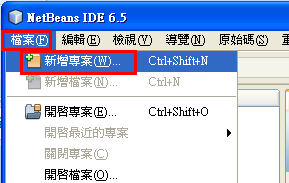 NetBeans IDE 6.5
檔案(F) 編輯(E) 檢視(V) 導覽(N) 原始碼(S)
新增專案(W)... Ctrl+Shift+N
新增檔案(N)... Ctrl+N
開啟專案(O)... Ctrl+Shift+O
開啟最近的專案
關閉專案(C)
開啟檔案(O)...